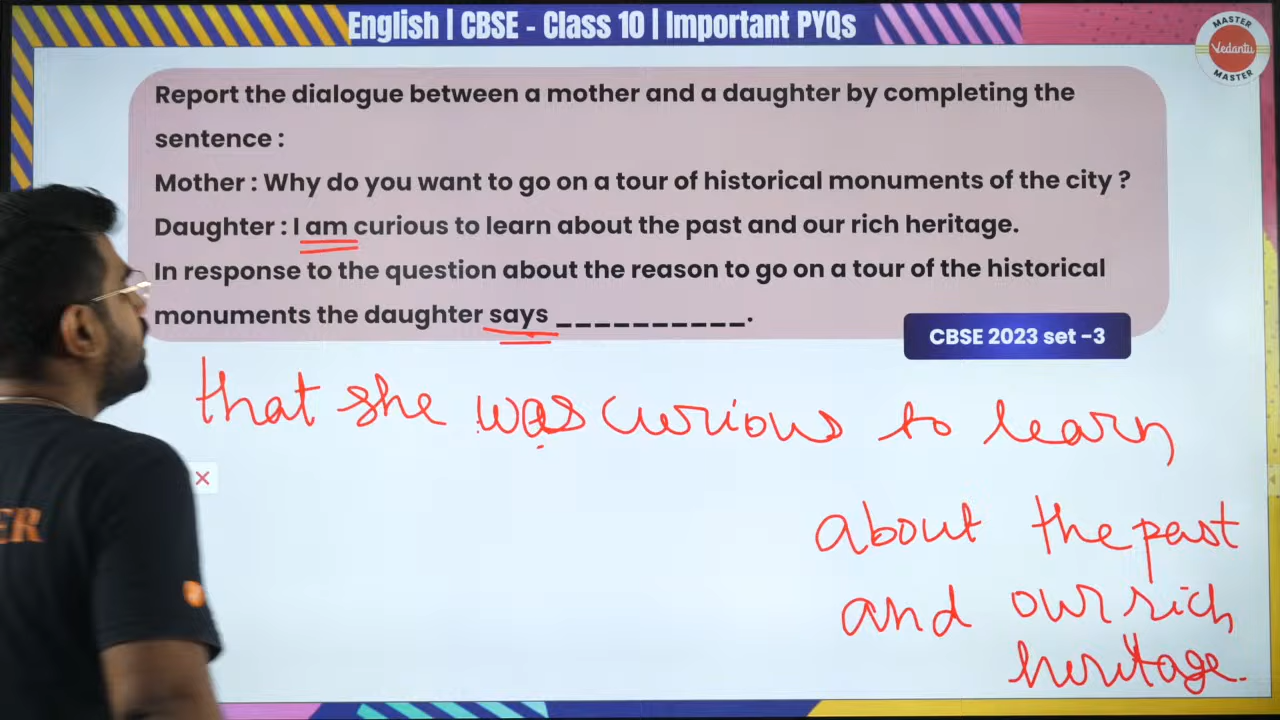 English | CBSE - Class 10 | Important PYQs
MASTER
Vedantu
MASTER
Report the dialogue between a mother and a daughter by completing the
sentence :
Mother : Why do you want to go on a tour of historical monuments of the city ?
Daughter : I am curious to learn about the past and our rich heritage.
In response to the question about the reason to go on a tour of the historical
monuments the daughter says __________.
CBSE 2023 set -3
that she was curious to learn
about the past
and our rich
heritage.
ER